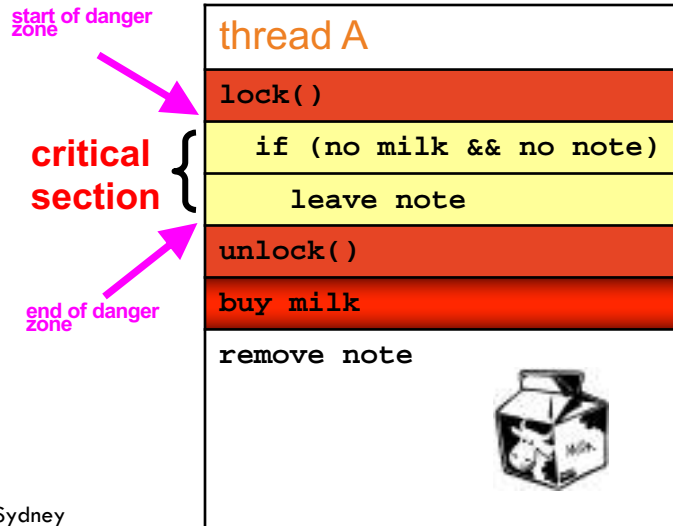 start of danger
zone
thread A
lock()
critical
section
if (no milk && no note)
leave note
unlock()
end of danger
zone
buy milk
remove note
Milk
Sydney